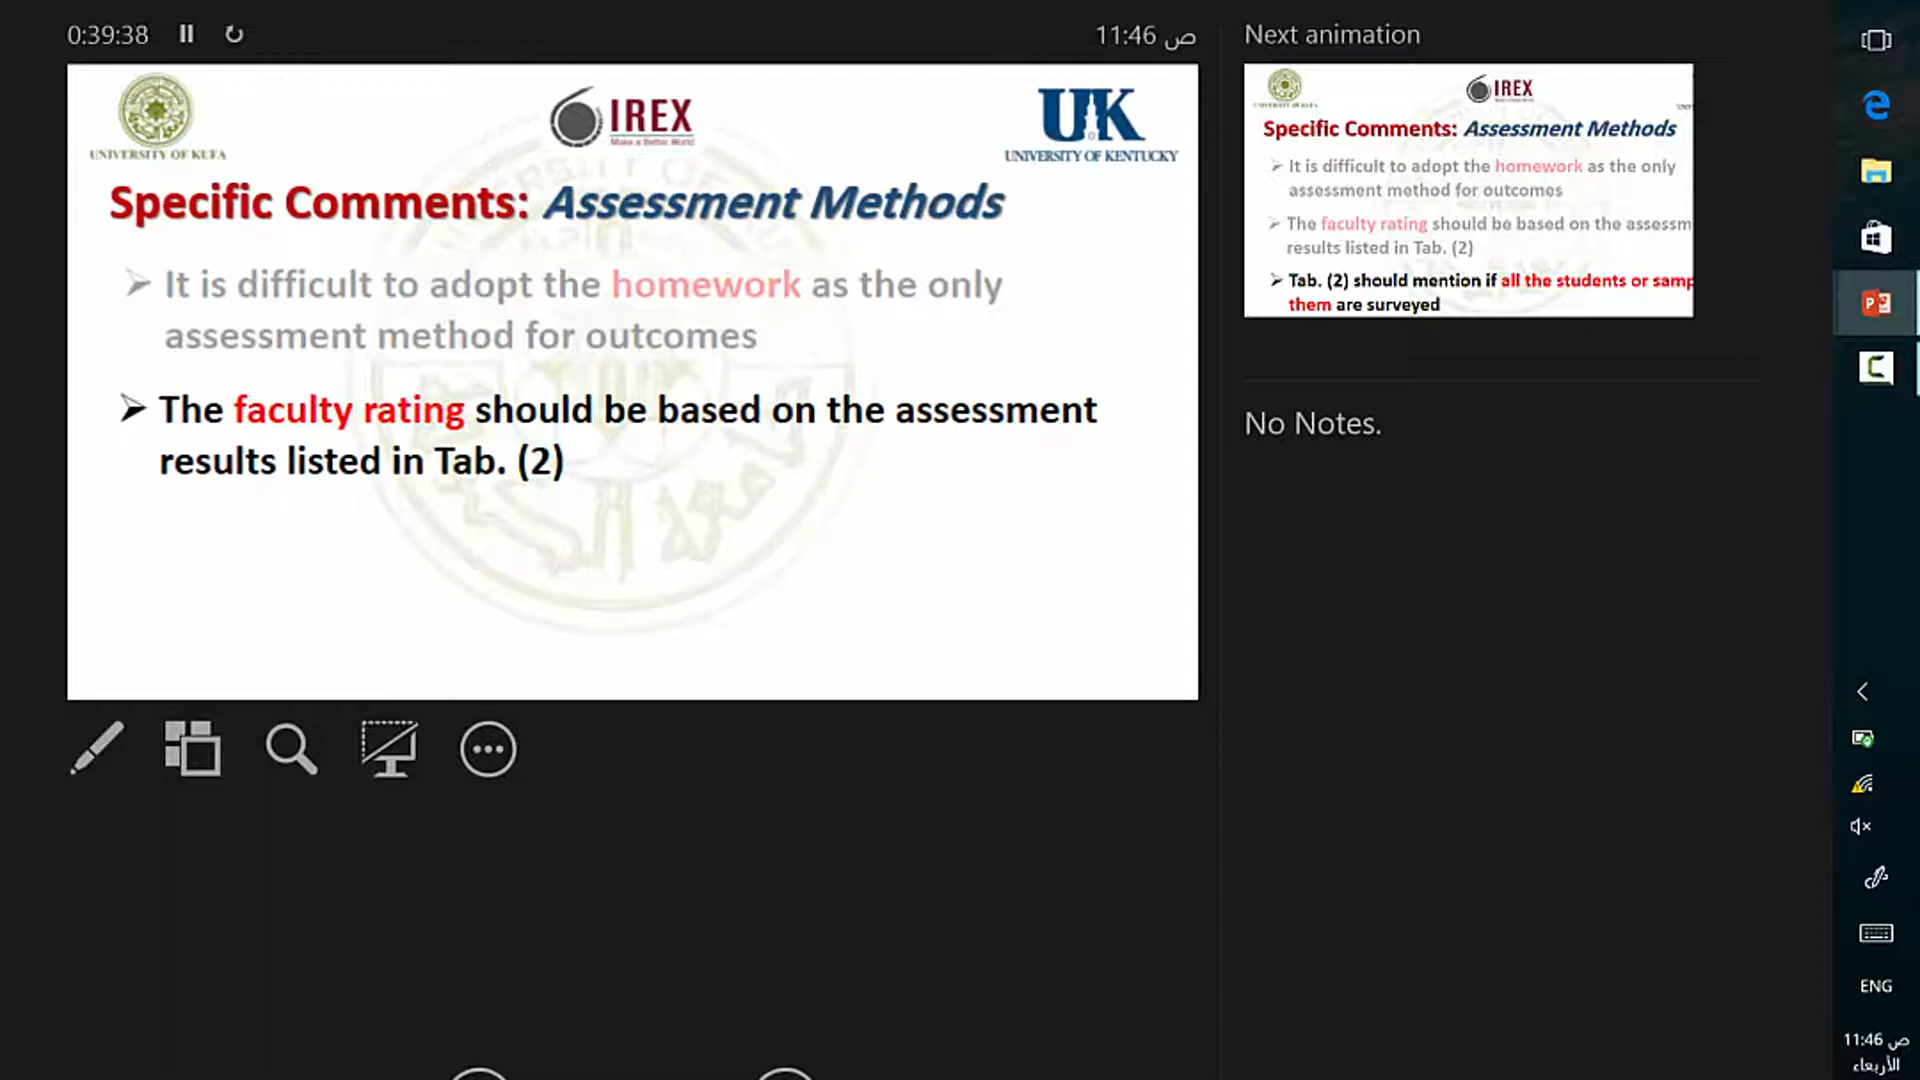 0:39:38
11:46 ص
Next animation
UNIVERSITY OF KUFA
IREX
Make a Better World
UK
UNIVERSITY OF KENTUCKY
Specific Comments: Assessment Methods
➢ It is difficult to adopt the homework as the only
assessment method for outcomes
➢ The faculty rating should be based on the assessment
results listed in Tab. (2)
IREX
Specific Comments: Assessment Methods
➢ It is difficult to adopt the homework as the only
assessment method for outcomes
➢ The faculty rating should be based on the assessm
results listed in Tab. (2)
➢ Tab. (2) should mention if all the students or samp
them are surveyed
No Notes.
ENG
11:46 ص
الأربعاء